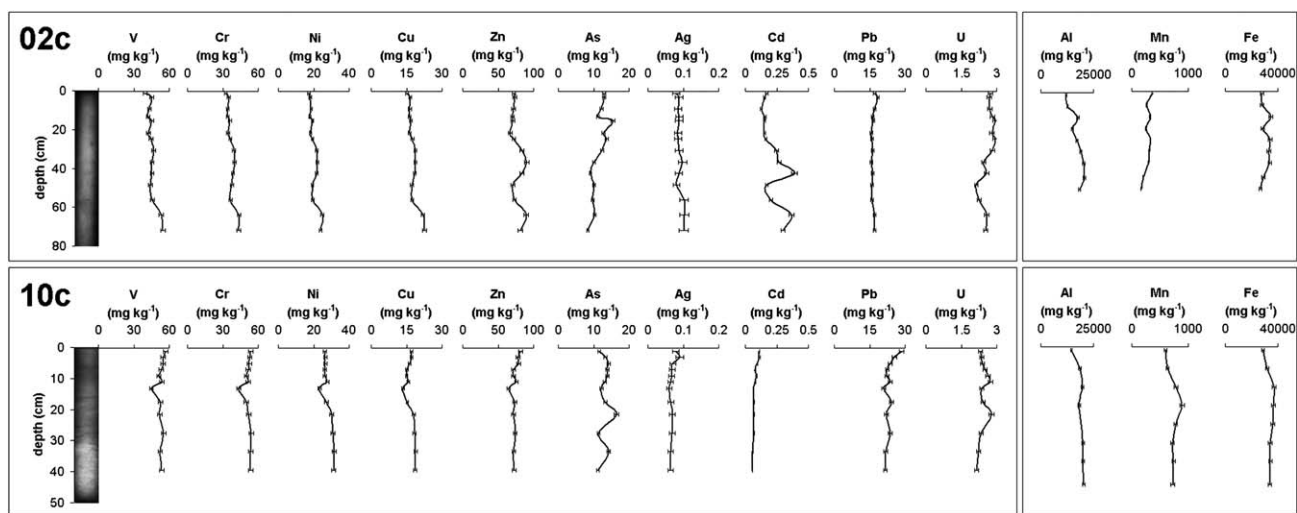 02c
V Cr Ni Cu Zn As Ag Cd Pb U Al Mn Fe
(mg kg⁻¹) (mg kg⁻¹) (mg kg⁻¹) (mg kg⁻¹) (mg kg⁻¹) (mg kg⁻¹) (mg kg⁻¹) (mg kg⁻¹) (mg kg⁻¹) (mg kg⁻¹) (mg kg⁻¹) (mg kg⁻¹) (mg kg⁻¹)
0 30 60 0 30 60 0 20 40 0 15 30 0 50 100 0 10 20 0 0.1 0.2 0 0.25 0.5 0 15 30 0 1.5 3 0 25000 0 1000 0 40000
0
20
40
60
80
depth (cm)
10c
V Cr Ni Cu Zn As Ag Cd Pb U Al Mn Fe
(mg kg⁻¹) (mg kg⁻¹) (mg kg⁻¹) (mg kg⁻¹) (mg kg⁻¹) (mg kg⁻¹) (mg kg⁻¹) (mg kg⁻¹) (mg kg⁻¹) (mg kg⁻¹) (mg kg⁻¹) (mg kg⁻¹) (mg kg⁻¹)
0 30 60 0 30 60 0 20 40 0 15 30 0 50 100 0 10 20 0 0.1 0.2 0 0.25 0.5 0 15 30 0 1.5 3 0 25000 0 1000 0 40000
0
10
20
30
40
50
depth (cm)